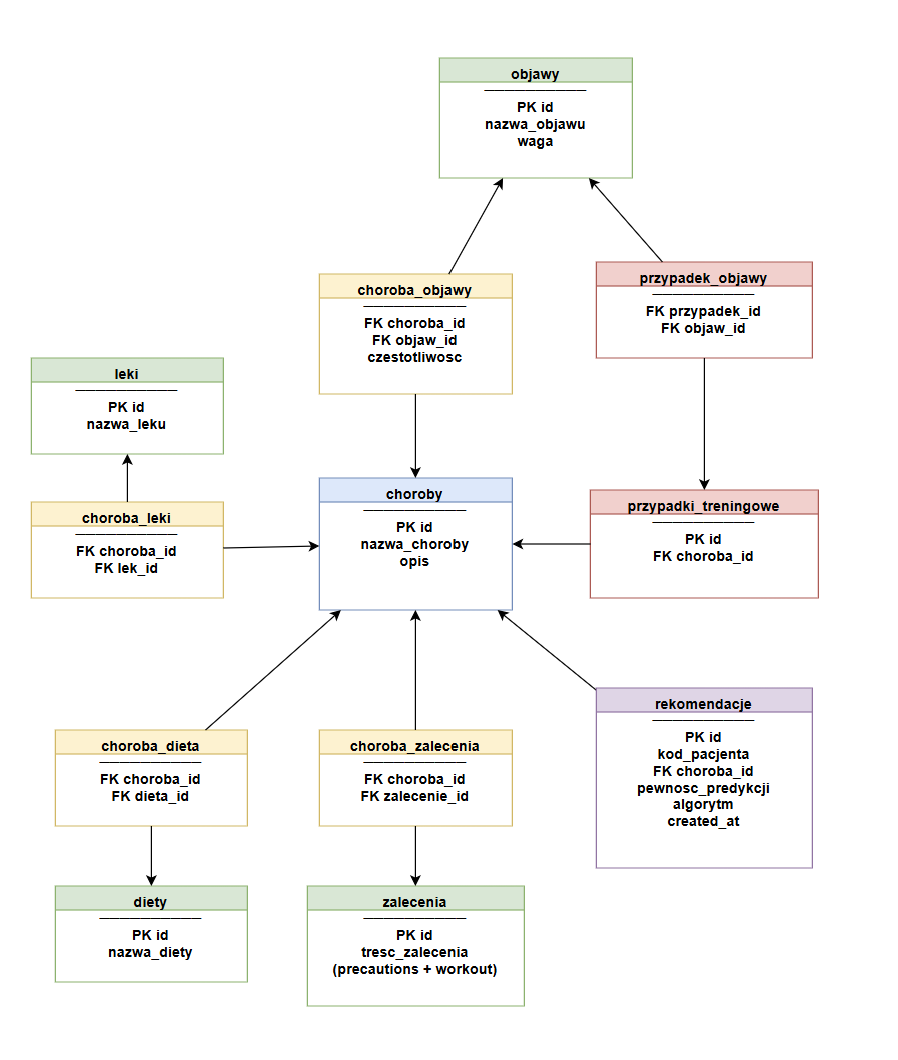 objawy
PK id
nazwa_objawu
waga
choroba_objawy
FK choroba_id
FK objaw_id
czestotliwosc
przypadek_objawy
FK przypadek_id
FK objaw_id
leki
PK id
nazwa_leku
choroba_leki
FK choroba_id
FK lek_id
choroby
PK id
nazwa_choroby
opis
przypadki_treningowe
PK id
FK choroba_id
choroba_dieta
FK choroba_id
FK dieta_id
choroba_zalecenia
FK choroba_id
FK zalecenie_id
rekomendacje
PK id
kod_pacjenta
FK choroba_id
pewnosc_predykcji
algorytm
created_at
diety
PK id
nazwa_diety
zalecenia
PK id
tresc_zalecenia
(precautions + workout)